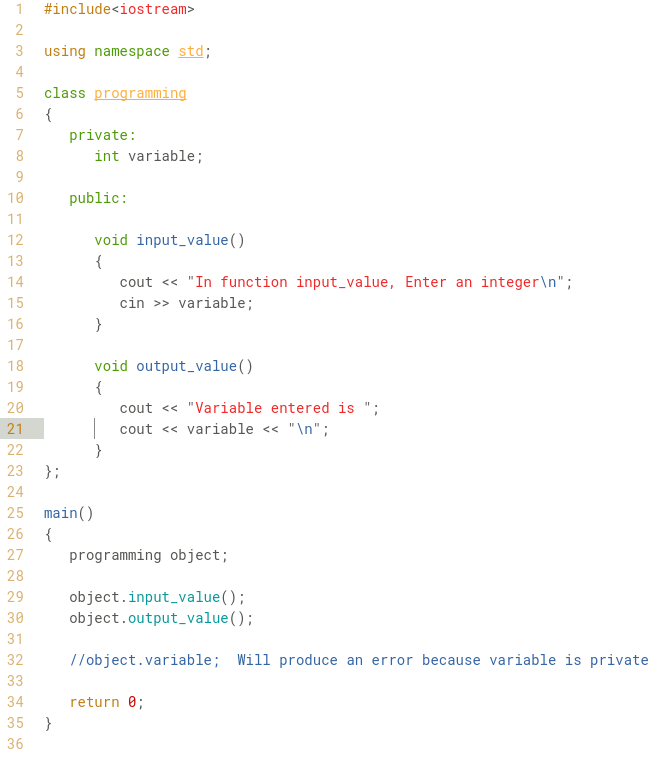 1 #include<iostream>
2
3 using namespace std;
4
5 class programming
6 {
7    private:
8       int variable;
9
10    public:
11
12       void input_value()
13       {
14          cout << "In function input_value, Enter an integer\n";
15          cin >> variable;
16       }
17
18       void output_value()
19       {
20          cout << "Variable entered is ";
21          cout << variable << "\n";
22       }
23 };
24
25 main()
26 {
27    programming object;
28
29    object.input_value();
30    object.output_value();
31
32    //object.variable;  Will produce an error because variable is private
33
34    return 0;
35 }
36